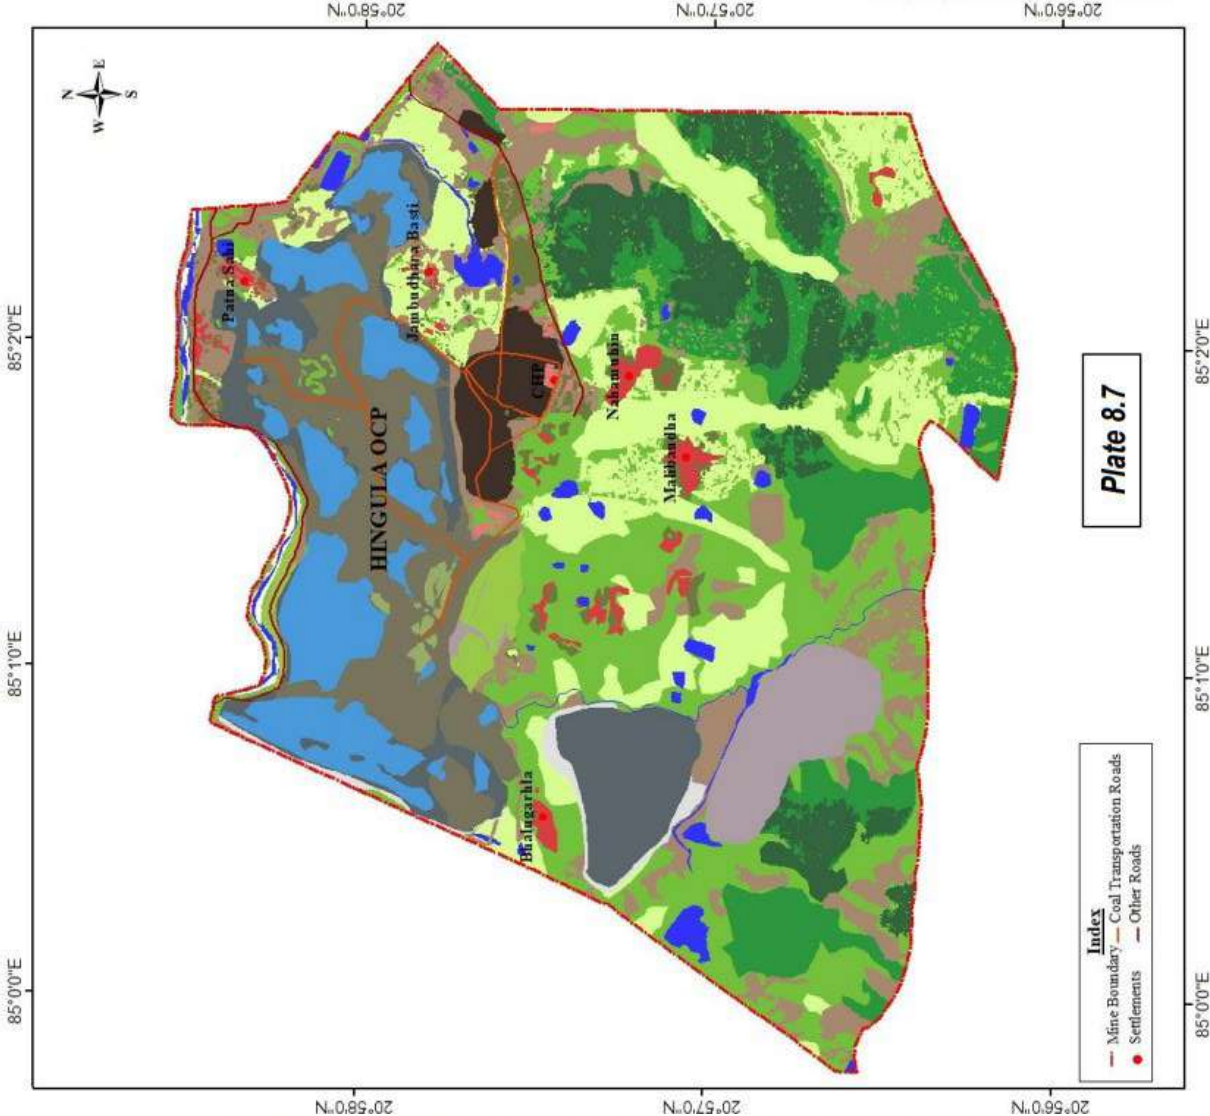 20°58'0"N
20°57'0"N
20°56'0"N
N
W E
S
85°2'0"E
85°1'0"E
85°0'0"E
Patna Sahi
Jambudhara Basti
HINGULA OCP
CHP
Nahamuhin
Malibandha
Bhalugarhla
Plate 8.7
Index
Mine Boundary Coal Transportation Roads
Settlements Other Roads
85°2'0"E
85°1'0"E
85°0'0"E
20°58'0"N
20°57'0"N
20°56'0"N